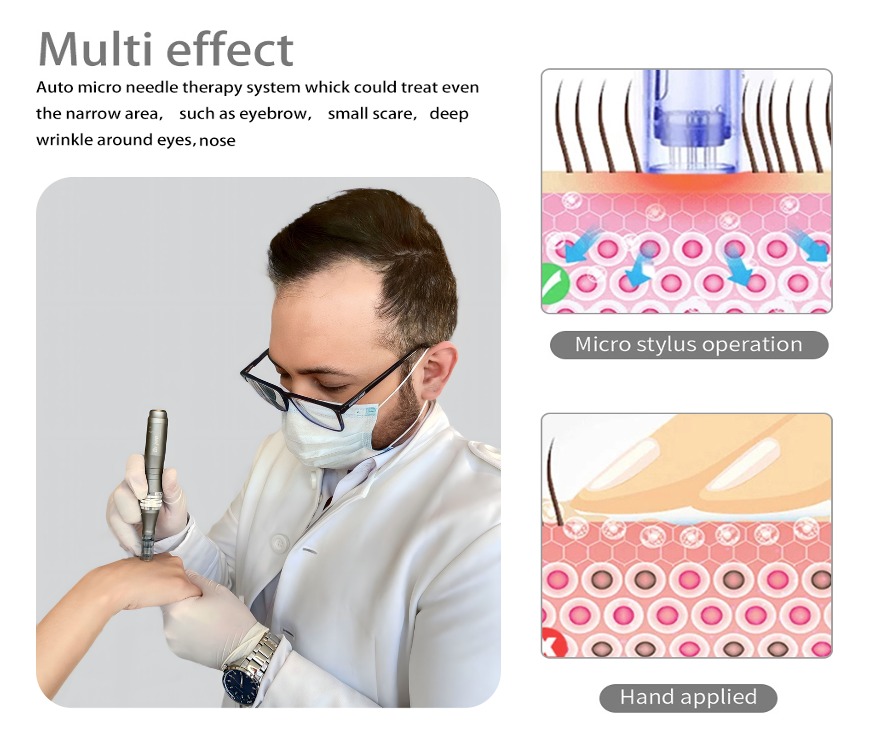 Multi effect
Auto micro needle therapy system whick could treat even
the narrow area, such as eyebrow, small scare, deep
wrinkle around eyes, nose
Micro stylus operation
Hand applied